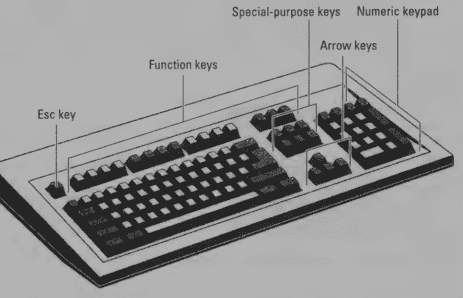 Special-purpose keys
Numeric keypad
Arrow keys
Function keys
Esc key